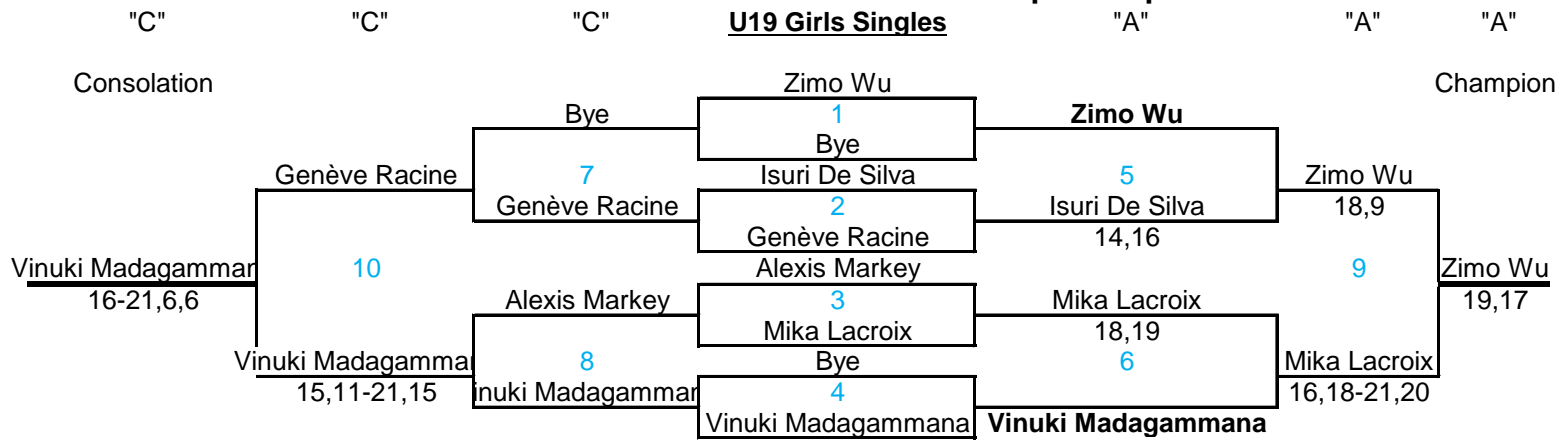 "C" "C" "C" U19 Girls Singles "A" "A" "A"
Consolation Zimo Wu Champion
Bye 1 Zimo Wu
Bye
Genève Racine 7 Isuri De Silva 5 Zimo Wu
Genève Racine 2 Isuri De Silva 18,9
Genève Racine 14,16
Vinuki Madagamman 10 Alexis Markey 9 Zimo Wu
16-21,6,6 Alexis Markey 3 Mika Lacroix 19,17
Mika Lacroix 18,19
Vinuki Madagamman 8 Bye 6 Mika Lacroix
15,11-21,15 inuki Madagamman 4 16,18-21,20
Vinuki Madagammana Vinuki Madagammana